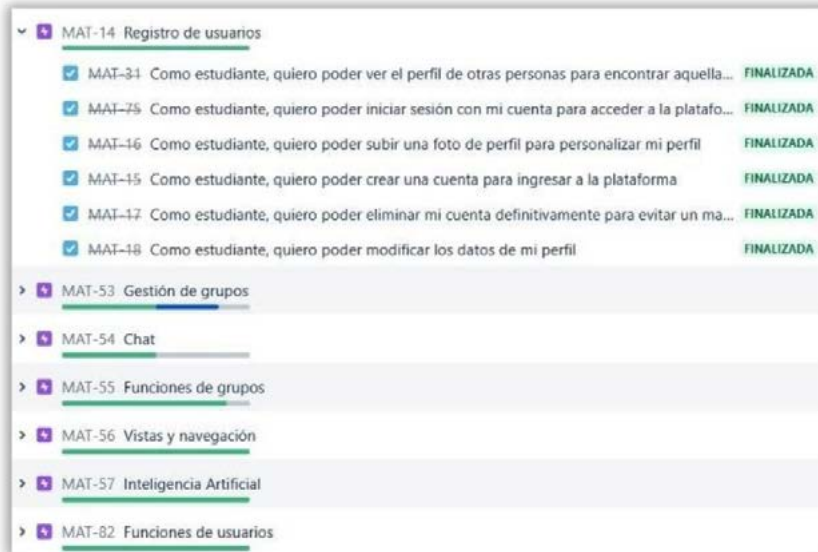 MAT-14 Registro de usuarios
MAT-31 Como estudiante, quiero poder ver el perfil de otras personas para encontrar aquella... FINALIZADA
MAT-75 Como estudiante, quiero poder iniciar sesión con mi cuenta para acceder a la platafo... FINALIZADA
MAT-16 Como estudiante, quiero poder subir una foto de perfil para personalizar mi perfil FINALIZADA
MAT-15 Como estudiante, quiero poder crear una cuenta para ingresar a la plataforma FINALIZADA
MAT-17 Como estudiante, quiero poder eliminar mi cuenta definitivamente para evitar un ma... FINALIZADA
MAT-18 Como estudiante, quiero poder modificar los datos de mi perfil FINALIZADA
MAT-53 Gestión de grupos
MAT-54 Chat
MAT-55 Funciones de grupos
MAT-56 Vistas y navegación
MAT-57 Inteligencia Artificial
MAT-82 Funciones de usuarios